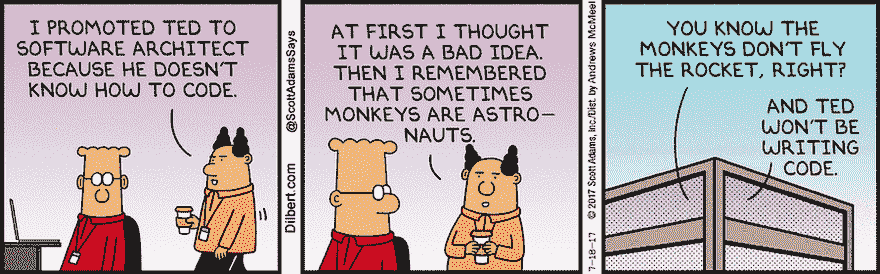 I PROMOTED TED TO
SOFTWARE ARCHITECT
BECAUSE HE DOESN'T
KNOW HOW TO CODE.
Dilbert.com @ScottAdamsSays
AT FIRST I THOUGHT
IT WAS A BAD IDEA.
THEN I REMEMBERED
THAT SOMETIMES
MONKEYS ARE ASTRO—
NAUTS.
7-18-17 © 2017 Scott Adams, Inc./Dist. by Andrews McMeel
YOU KNOW THE
MONKEYS DON'T FLY
THE ROCKET, RIGHT?
AND TED
WON'T BE
WRITING
CODE.